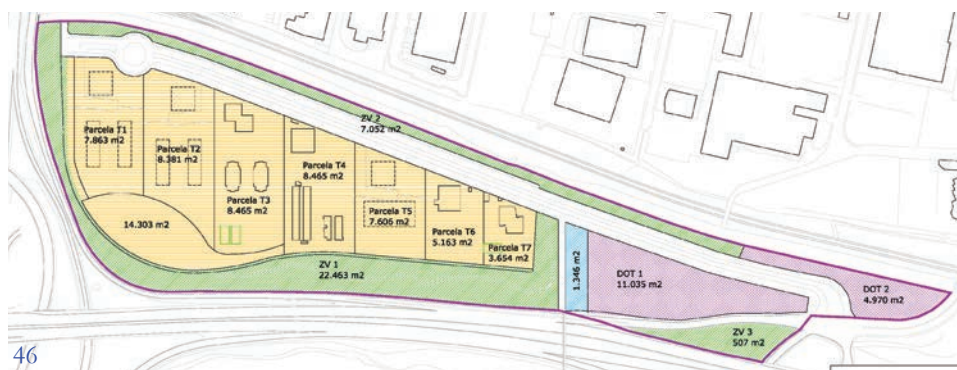 ZV 2
7.052 m2
Parcela T1
7.863 m2
Parcela T2
8.381 m2
Parcela T4
8.465 m2
Parcela T3
8.465 m2
Parcela T5
7.606 m2
14.303 m2
Parcela T6
5.163 m2
Parcela T7
3.654 m2
ZV 1
22.463 m2
1.346 m2
DOT 1
11.035 m2
DOT 2
4.970 m2
ZV 3
507 m2
46